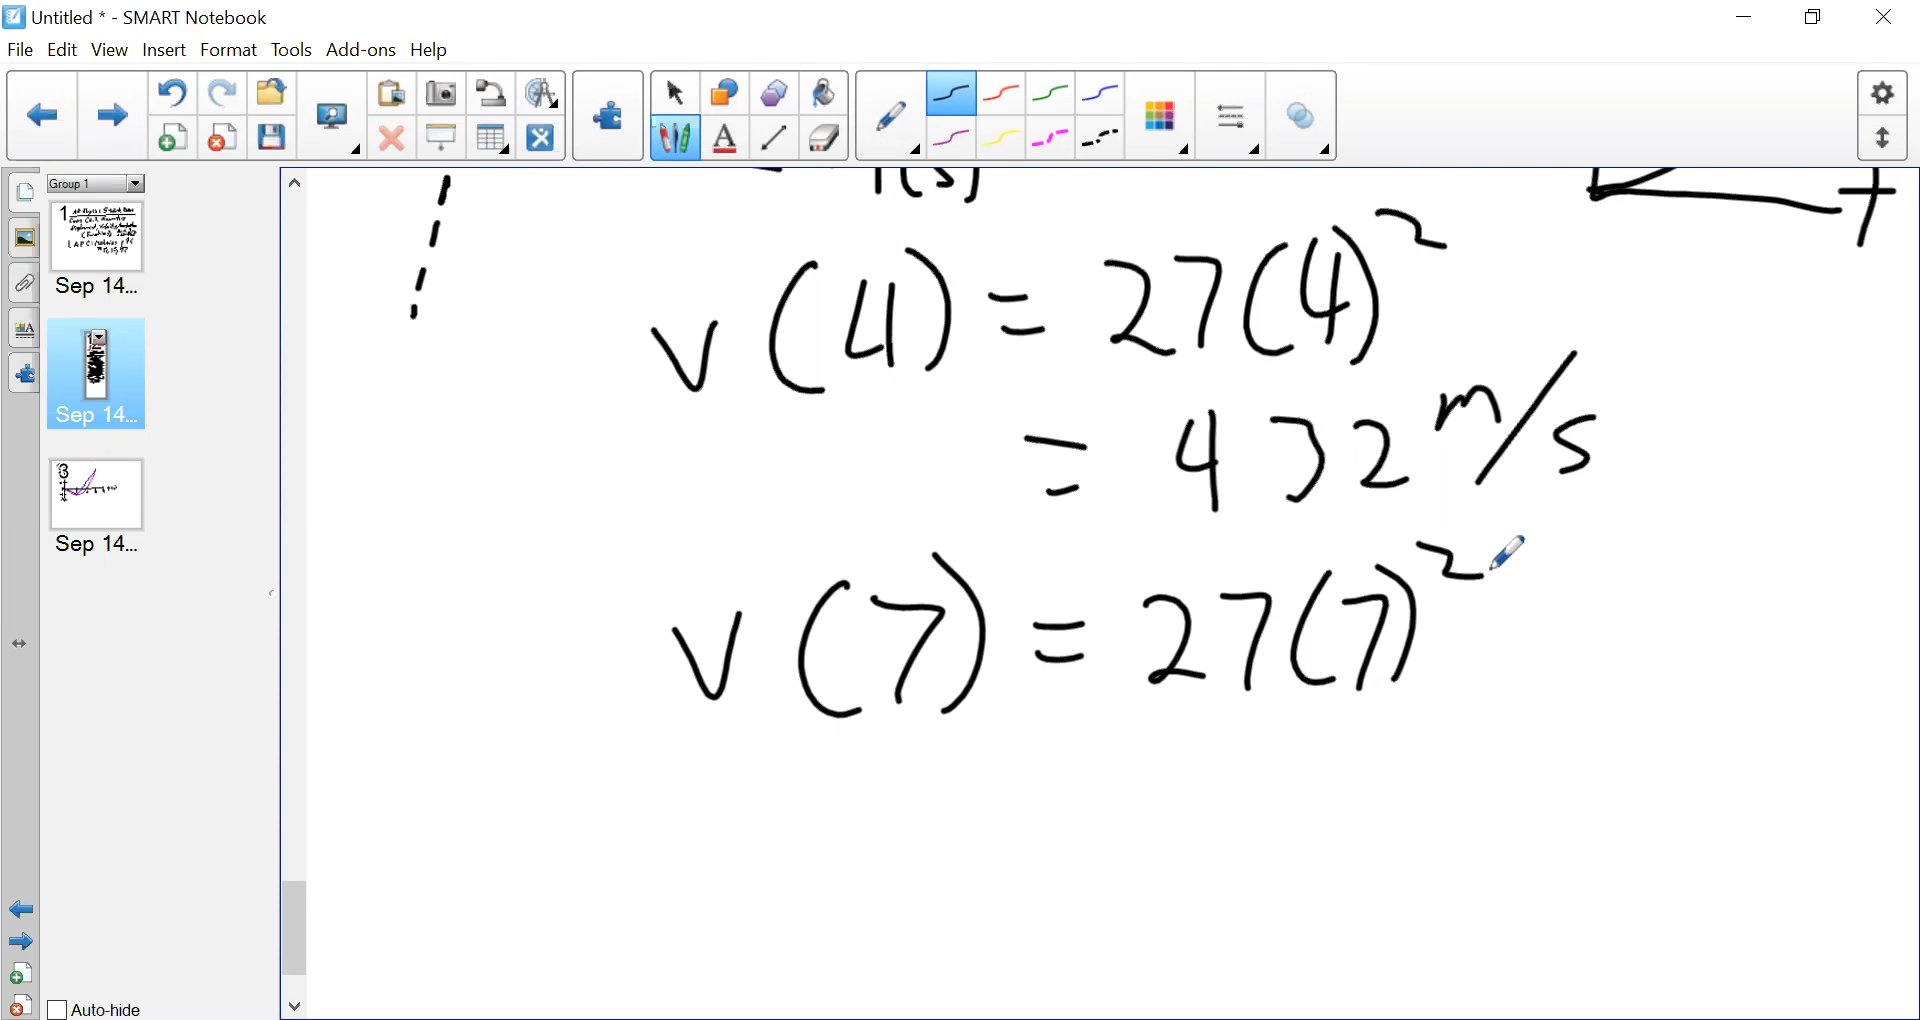 Untitled * - SMART Notebook
File Edit View Insert Format Tools Add-ons Help
Group 1
Sep 14...
Sep 14...
Sep 14...
Auto-hide
v(4) = 27(4)²
= 432 m/s
v(7) = 27(7)²